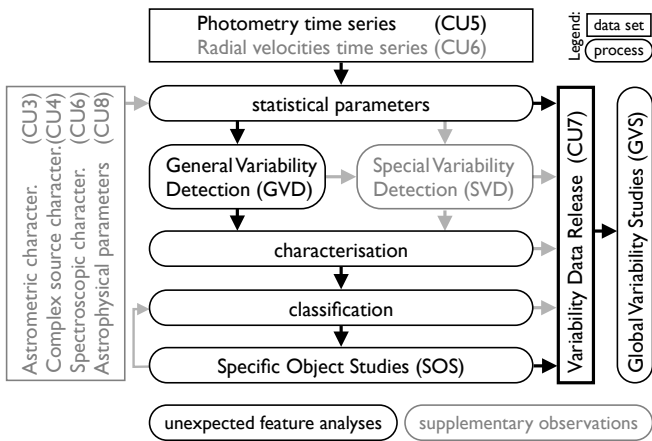 Photometry time series (CU5)
Radial velocities time series (CU6)
Legend:
data set
process
Astrometric character. (CU3)
Complex source character. (CU4)
Spectroscopic character. (CU6)
Astrophysical parameters (CU8)
statistical parameters
General Variability
Detection (GVD)
Special Variability
Detection (SVD)
characterisation
classification
Specific Object Studies (SOS)
Variability Data Release (CU7)
Global Variability Studies (GVS)
unexpected feature analyses
supplementary observations